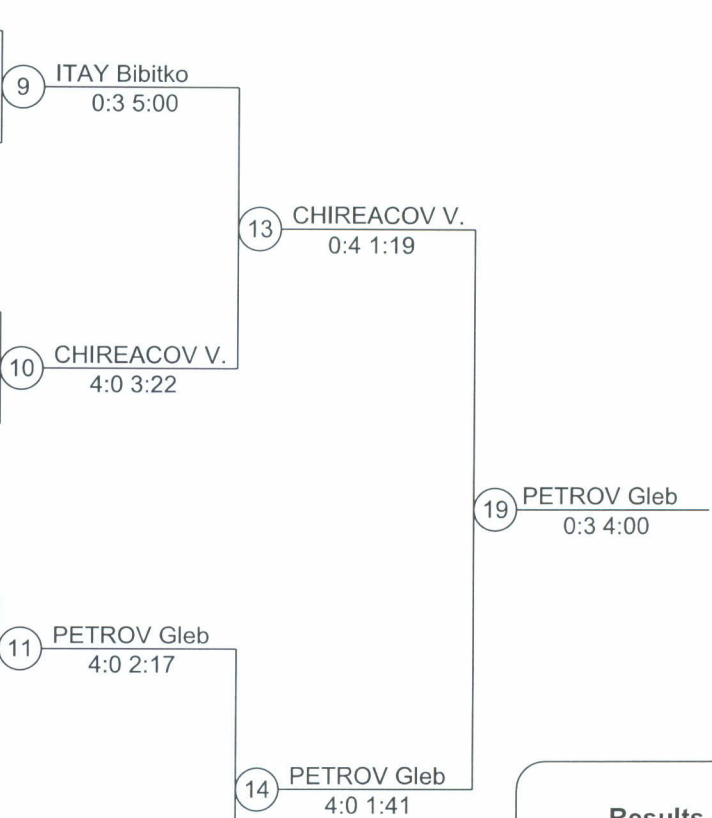 9 ITAY Bibitko
0:3 5:00
13 CHIREACOV V.
0:4 1:19
10 CHIREACOV V.
4:0 3:22
19 PETROV Gleb
0:3 4:00
11 PETROV Gleb
4:0 2:17
14 PETROV Gleb
4:0 1:41
Results